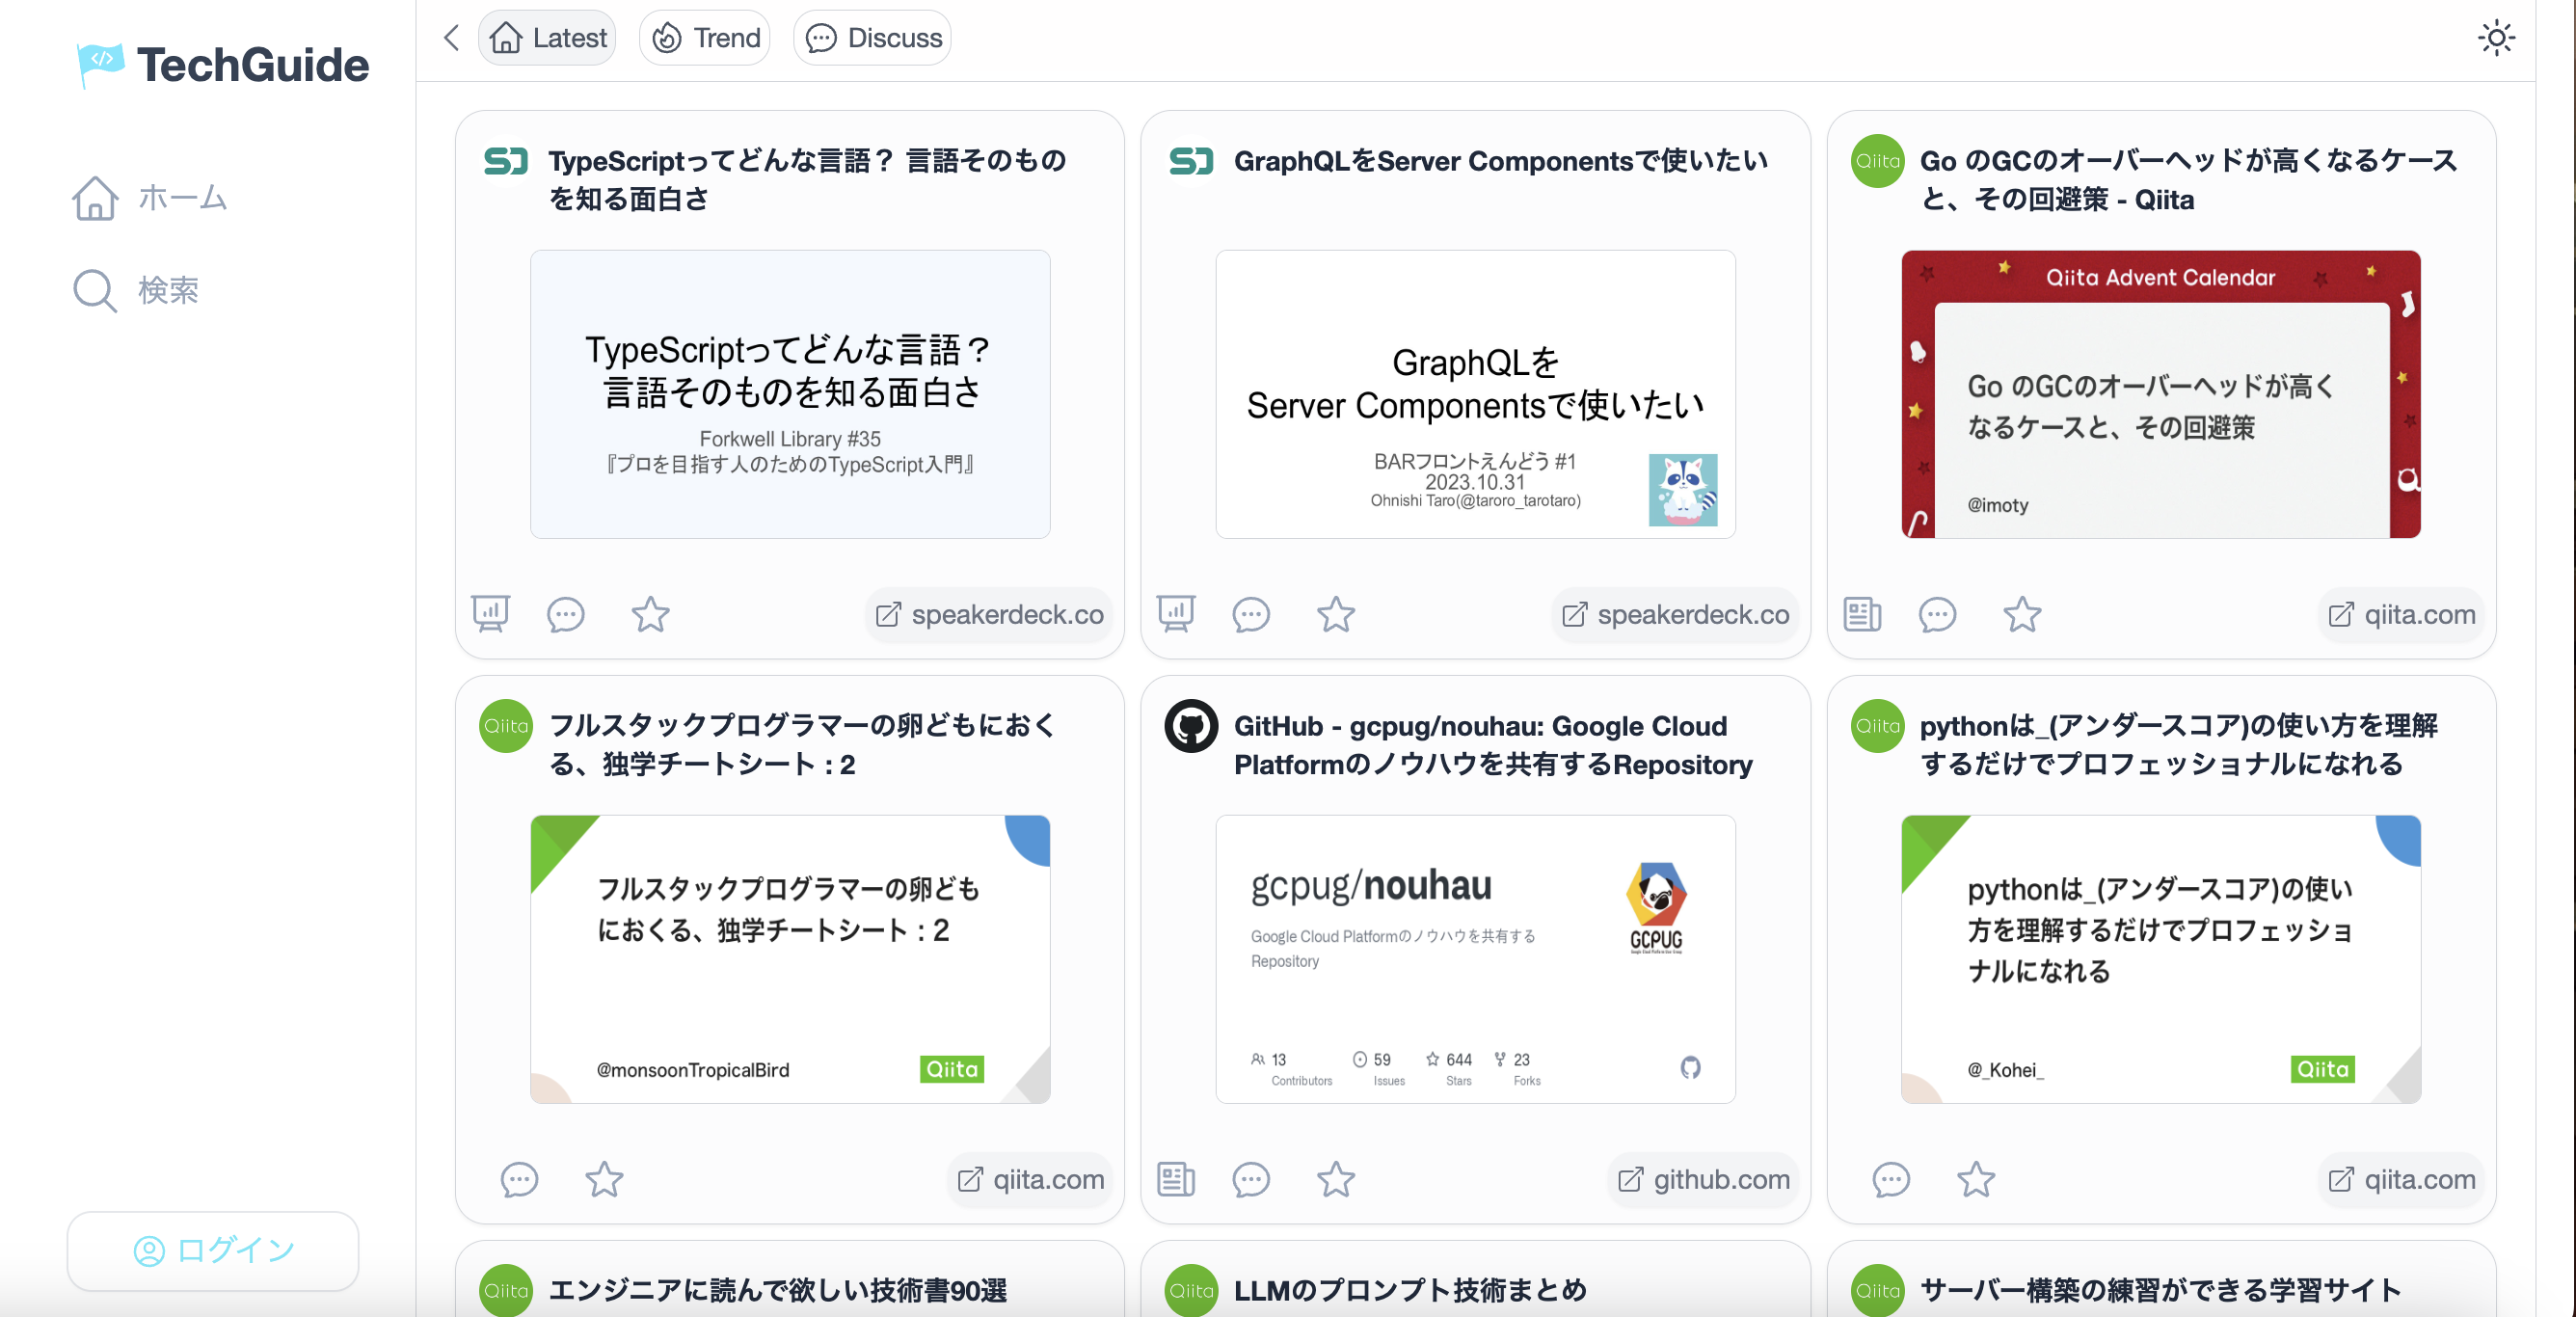 TechGuide
ホーム
検索
ログイン
Latest
Trend
Discuss
TypeScriptってどんな言語？ 言語そのもの
を知る面白さ
TypeScriptってどんな言語？
言語そのものを知る面白さ
Forkwell Library #35
『プロを目指す人のためのTypeScript入門』
speakerdeck.co
GraphQLをServer Componentsで使いたい
GraphQLを
Server Componentsで使いたい
BARフロントえんどう #1
2023.10.31
Ohnishi Taro(@taroro_tarotaro)
speakerdeck.co
Qiita
Go のGCのオーバーヘッドが高くなるケース
と、その回避策 - Qiita
Qiita Advent Calendar
Go のGCのオーバーヘッドが高く
なるケースと、その回避策
@imoty
qiita.com
Qiita
フルスタックプログラマーの卵どもにおく
る、独学チートシート : 2
フルスタックプログラマーの卵ども
におくる、独学チートシート : 2
@monsoonTropicalBird
Qiita
qiita.com
GitHub - gcpug/nouhau: Google Cloud
Platformのノウハウを共有するRepository
gcpug/nouhau
Google Cloud Platformのノウハウを共有する
Repository
GCPUG
13
Contributors
59
Issues
644
Stars
23
Forks
github.com
Qiita
pythonは_(アンダースコア)の使い方を理解
するだけでプロフェッショナルになれる
pythonは_(アンダースコア)の使い
方を理解するだけでプロフェッショ
ナルになれる
@_Kohei_
Qiita
qiita.com
Qiita
エンジニアに読んで欲しい技術書90選
Qiita
LLMのプロンプト技術まとめ
Qiita
サーバー構築の練習ができる学習サイト